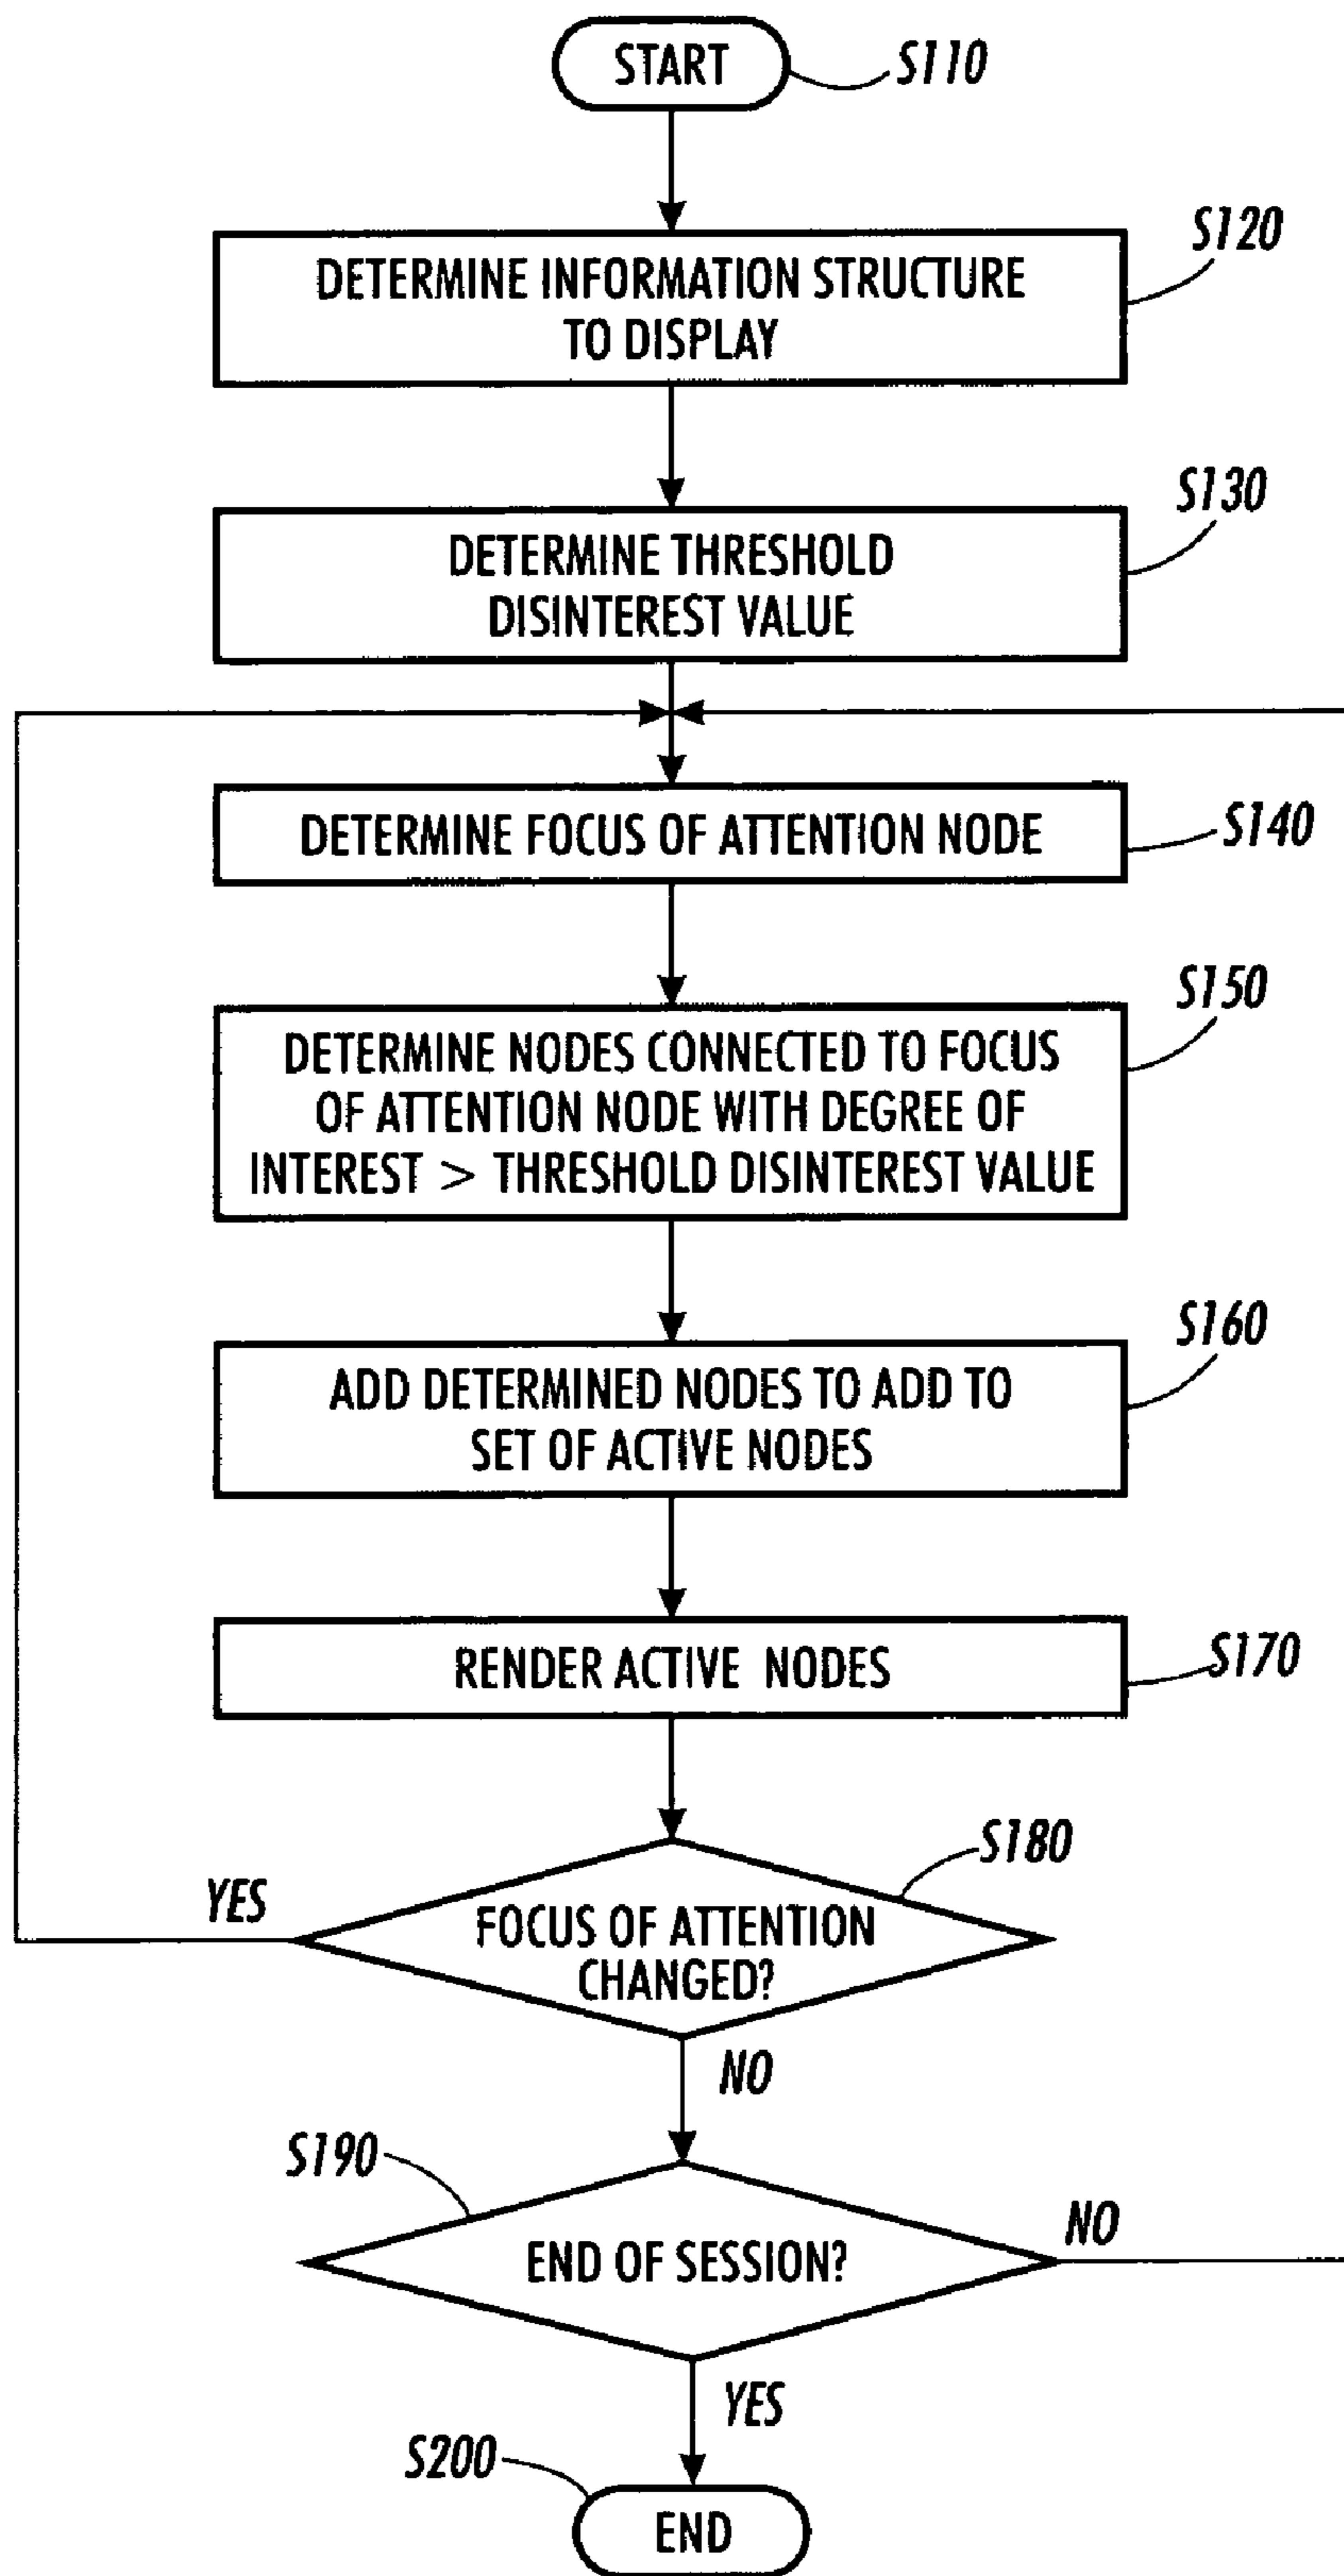 START
S110
S120
DETERMINE INFORMATION STRUCTURE
TO DISPLAY
S130
DETERMINE THRESHOLD
DISINTEREST VALUE
DETERMINE FOCUS OF ATTENTION NODE
S140
S150
DETERMINE NODES CONNECTED TO FOCUS
OF ATTENTION NODE WITH DEGREE OF
INTEREST > THRESHOLD DISINTEREST VALUE
S160
ADD DETERMINED NODES TO ADD TO
SET OF ACTIVE NODES
RENDER ACTIVE NODES
S170
S180
YES
FOCUS OF ATTENTION
CHANGED?
NO
S190
NO
END OF SESSION?
YES
S200
END